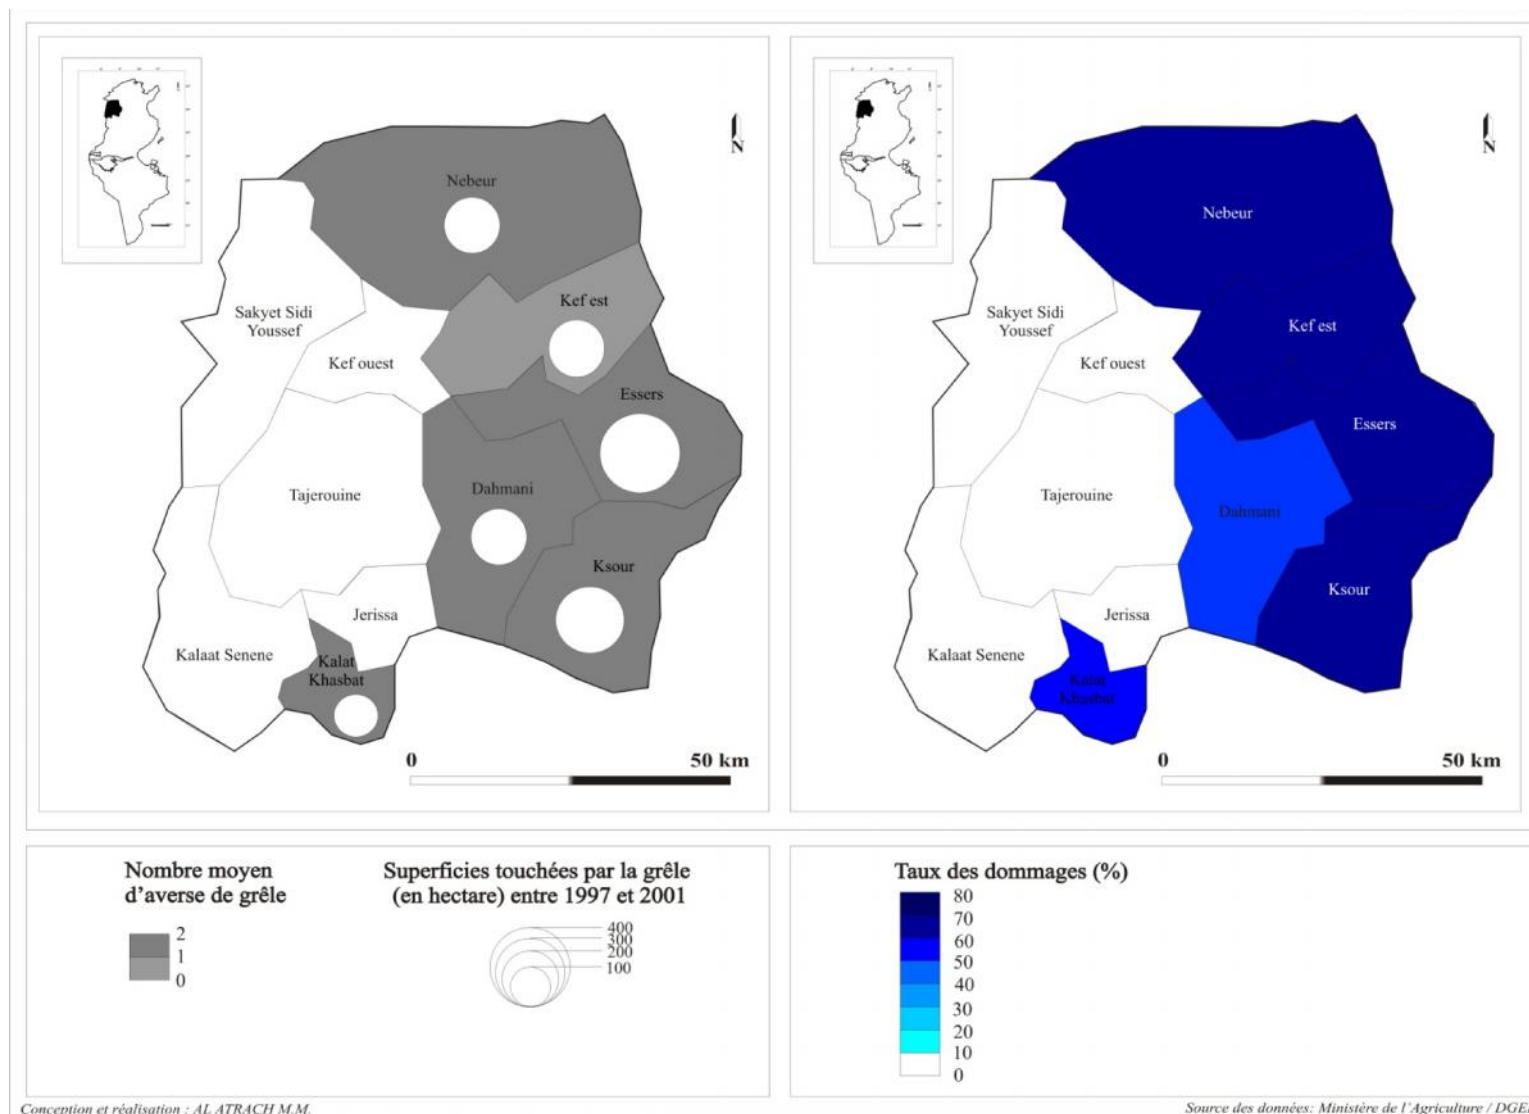 N
Nebeur
Kef est
Sakyet Sidi
Youssef
Kef ouest
Essers
Tajerouine
Dahmani
Ksour
Jerissa
Kalaat Senene
Kalat
Khasbat
0 50 km
N
Nebeur
Sakyet Sidi
Youssef
Kef est
Kef ouest
Essers
Tajerouine
Dahmani
Ksour
Jerissa
Kalaat Senene
Kalat
Khasbat
0 50 km
Nombre moyen
d'averse de grêle
2
1
0
Superficies touchées par la grêle
(en hectare) entre 1997 et 2001
400
300
200
100
Taux des dommages (%)
80
70
60
50
40
30
20
10
0
Conception et réalisation : AL ATRACH M.M.
Source des données: Ministère de l'Agriculture